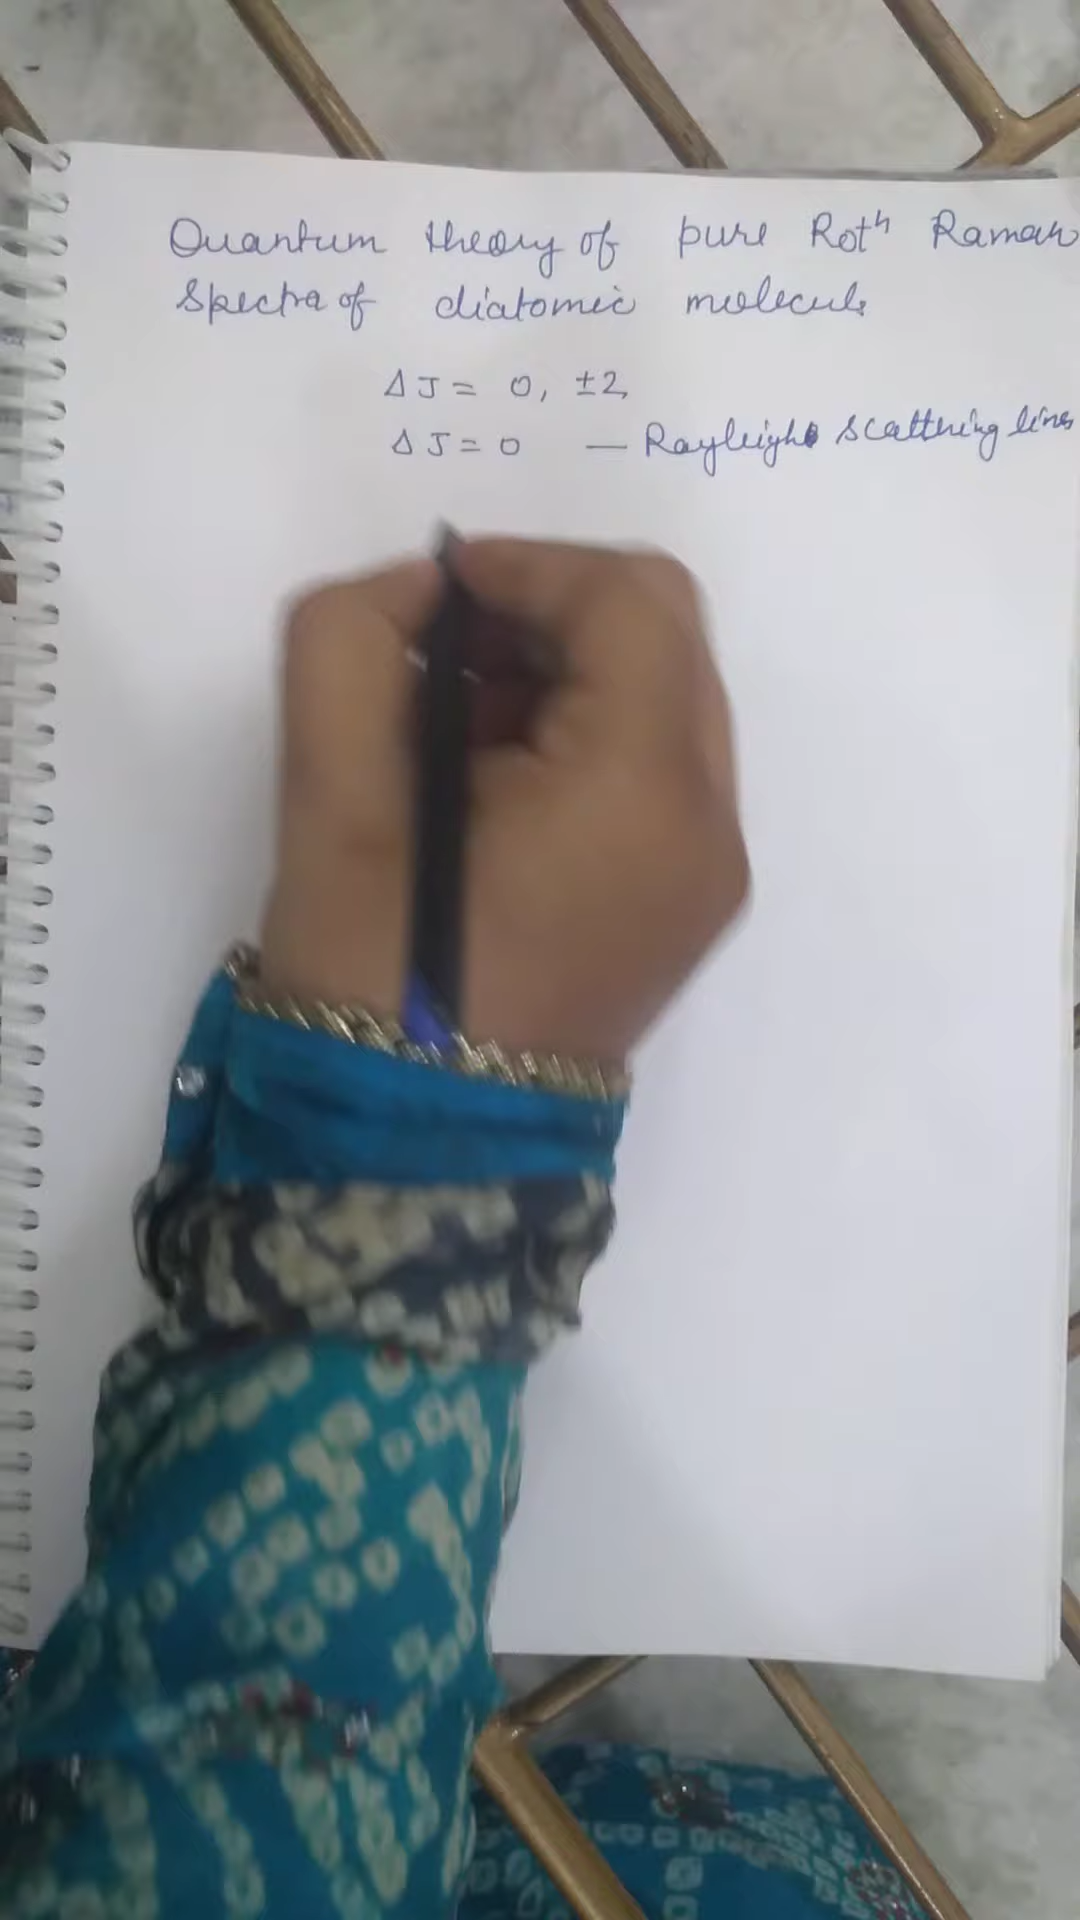 Quantum theory of pure Rotⁿ Raman
Spectra of diatomic molecule
ΔJ = 0, ±2,
ΔJ = 0 — Rayleigh scattering lines